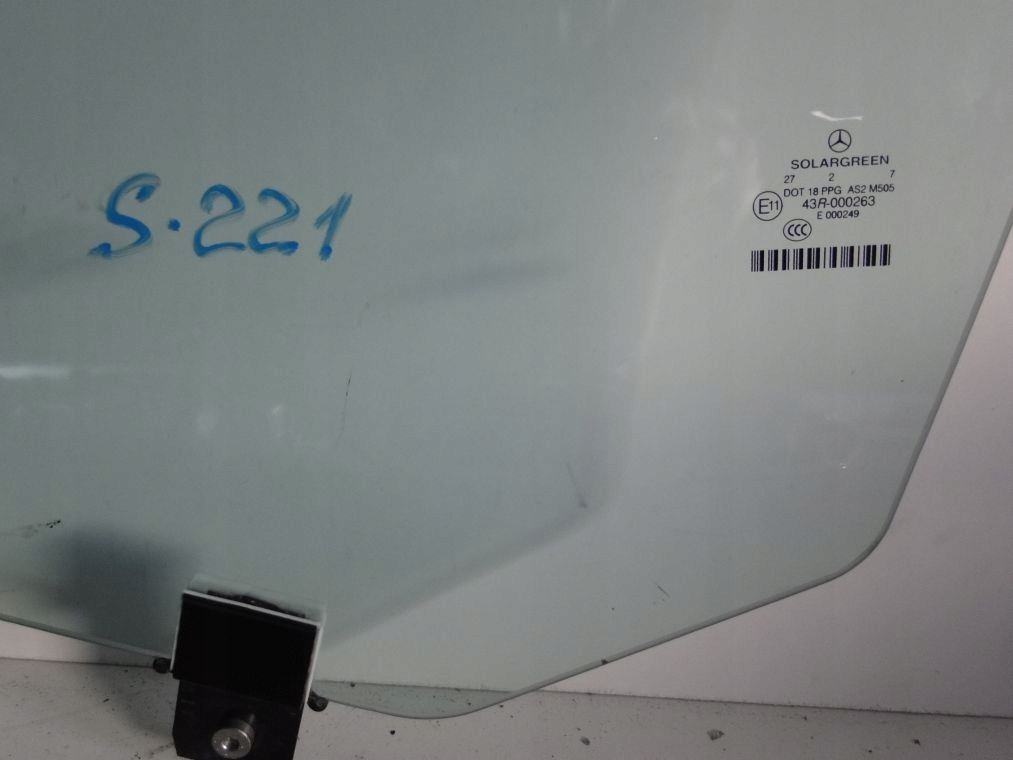 S·221
SOLARGREEN
27 2 7
DOT 18 PPG AS2 M505
E11 43R-000263
E 000249
CCC